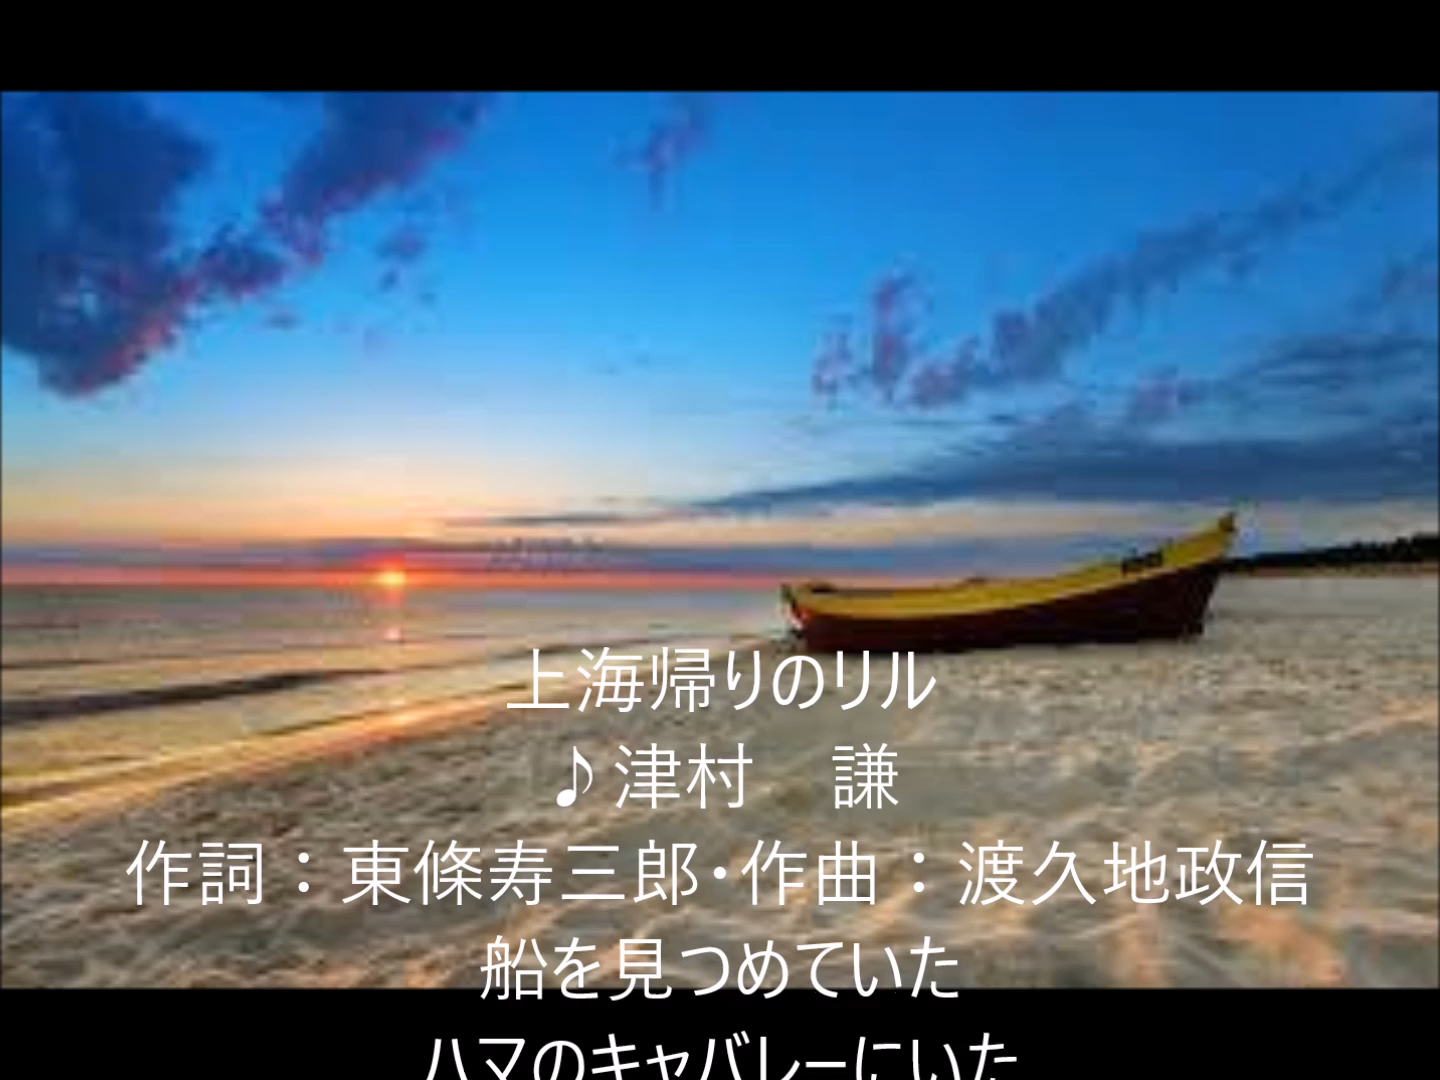 上海帰りのリル
♪津村　謙
作詞：東條寿三郎･作曲：渡久地政信
船を見つめていた
ハマのキャバレーにいた